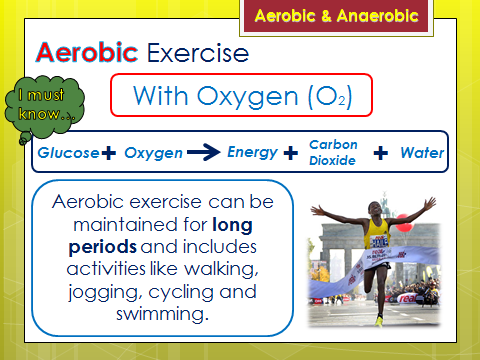 Aerobic & Anaerobic
Aerobic Exercise
I must
know...
With Oxygen (O₂)
Glucose + Oxygen → Energy + Carbon Dioxide + Water
Aerobic exercise can be
maintained for long
periods and includes
activities like walking,
jogging, cycling and
swimming.